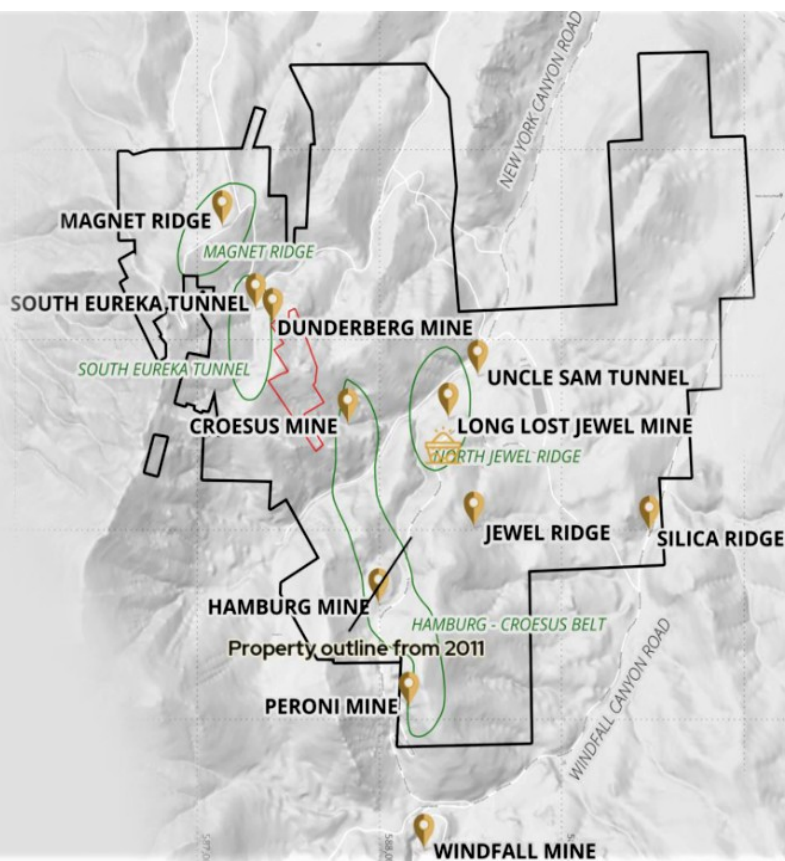 NEW YORK CANYON ROAD
MAGNET RIDGE
MAGNET RIDGE
SOUTH EUREKA TUNNEL
DUNDERBERG MINE
SOUTH EUREKA TUNNEL
UNCLE SAM TUNNEL
CROESUS MINE
LONG LOST JEWEL MINE
NORTH JEWEL RIDGE
JEWEL RIDGE
SILICA RIDGE
HAMBURG MINE
HAMBURG - CROESUS BELT
Property outline from 2011
PERONI MINE
WINDFALL CANYON ROAD
WINDFALL MINE